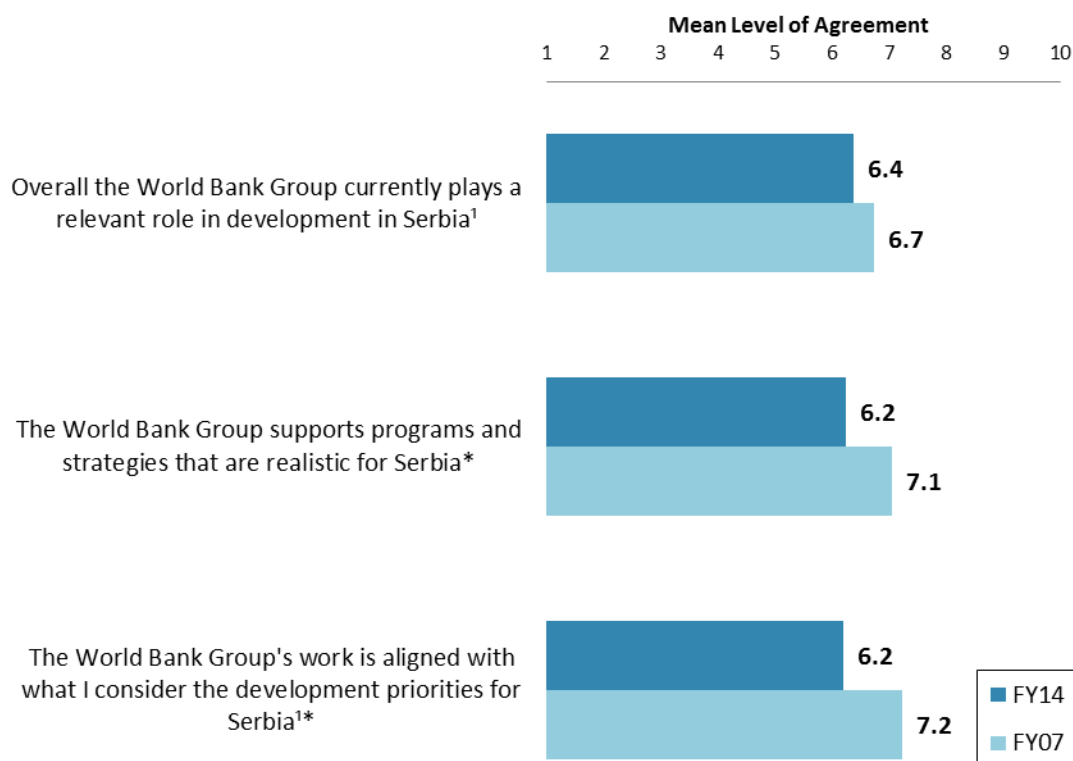 Mean Level of Agreement
1 2 3 4 5 6 7 8 9 10
Overall the World Bank Group currently plays a
relevant role in development in Serbia¹
6.4
6.7
The World Bank Group supports programs and
strategies that are realistic for Serbia*
6.2
7.1
The World Bank Group's work is aligned with
what I consider the development priorities for
Serbia¹*
6.2
7.2
FY14
FY07